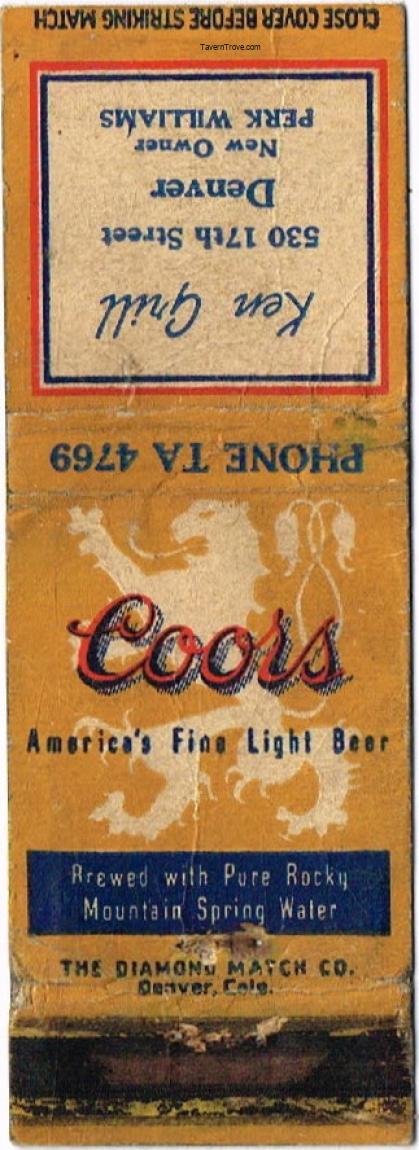 CLOSE COVER BEFORE STRIKING MATCH
TavernTrove.com
Ken Grill
530 17th Street
Denver
New Owner
PERK WILLIAMS
PHONE TA 4769
Coors
America's Fine Light Beer
Brewed with Pure Rocky
Mountain Spring Water
THE DIAMOND MATCH CO.
Denver, Colo.